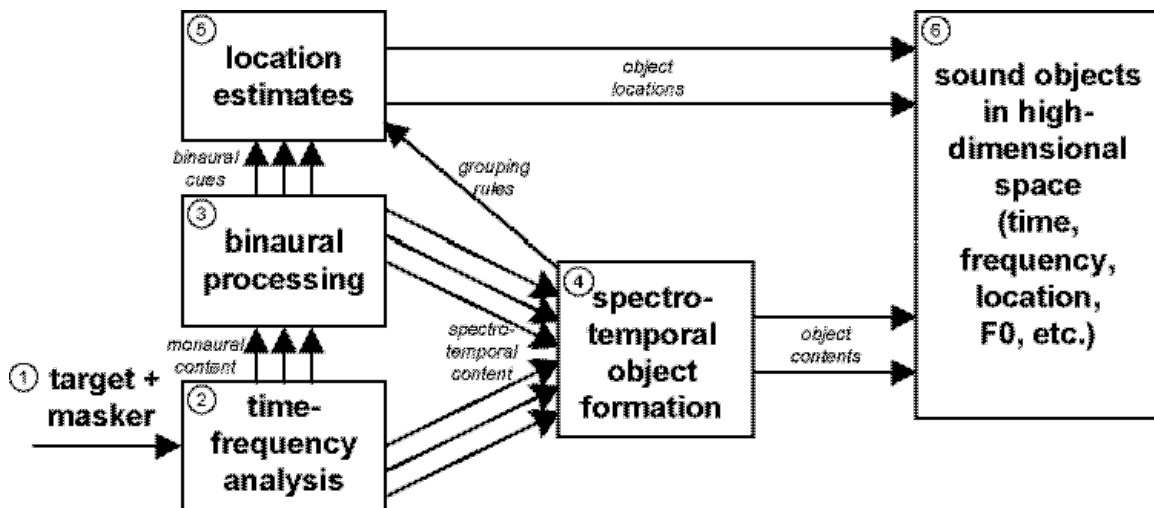 ① target +
masker
② time-
frequency
analysis
monaural
content
③ binaural
processing
binaural
cues
⑤ location
estimates
spectro-
temporal
content
grouping
rules
④ spectro-
temporal
object
formation
object
locations
object
contents
⑥ sound objects
in high-
dimensional
space
(time,
frequency,
location,
F0, etc.)